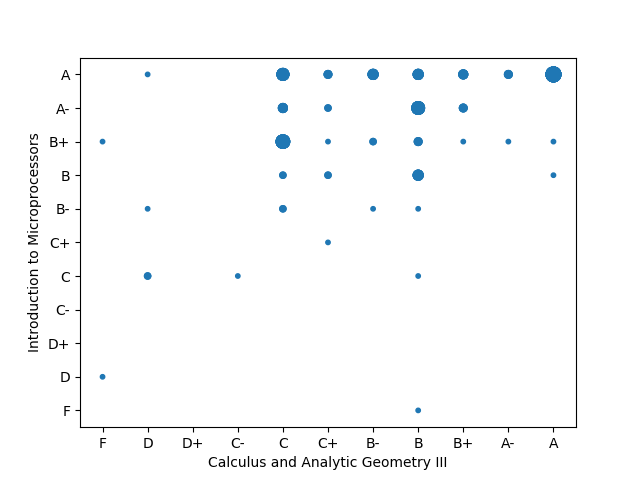 A
A-
B+
B
B-
C+
C
C-
D+
D
F
Introduction to Microprocessors
F D D+ C- C C+ B- B B+ A- A
Calculus and Analytic Geometry III